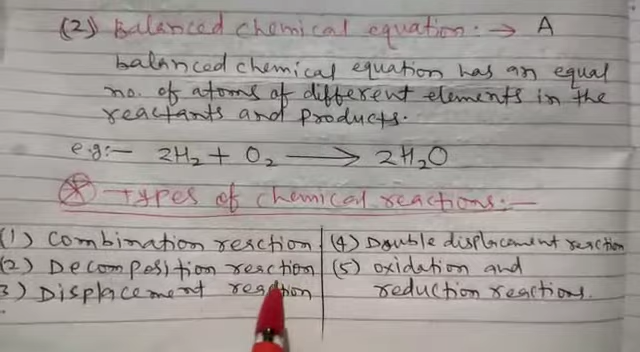 (2) Balanced chemical equation :→ A
balanced chemical equation has an equal
no. of atoms of different elements in the
reactants and products.
e.g:— 2H₂ + O₂ ⟶ 2H₂O
* types of chemical reactions:—
(1) Combination reaction
(2) Decomposition reaction
3) Displacement reaction
(4) Double displacement reaction
(5) oxidation and
reduction reactions.